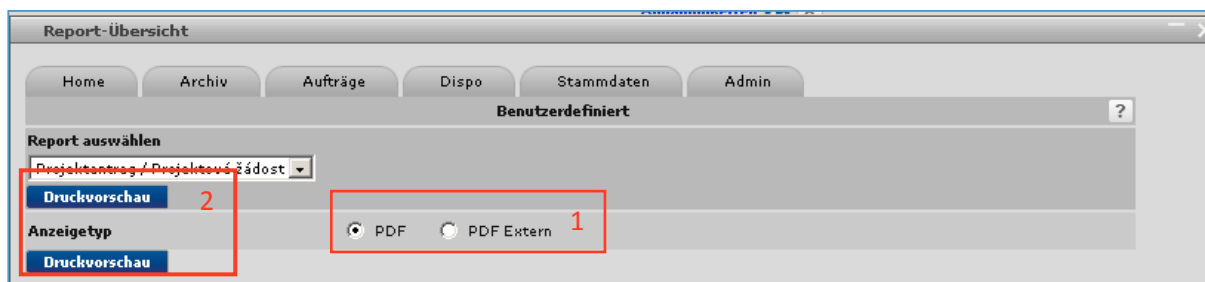 Report-Übersicht
Home Archiv Aufträge Dispo Stammdaten Admin
Benutzerdefiniert ?
Report auswählen
Projektantrag / Projektová žádost
Druckvorschau 2
Anzeigetyp PDF PDF Extern 1
Druckvorschau